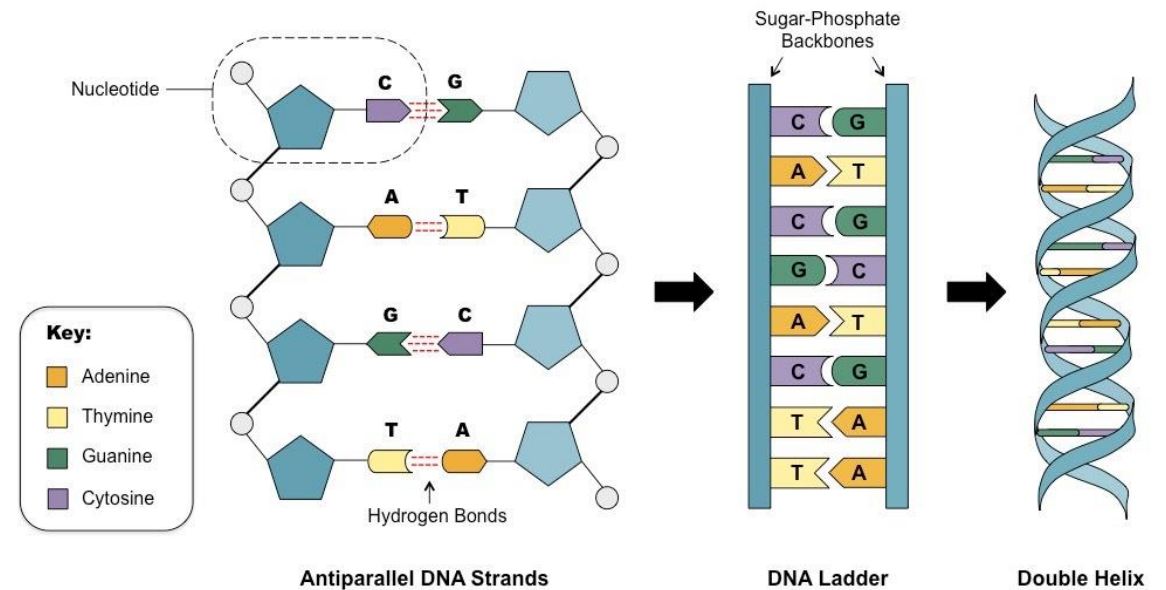 Sugar-Phosphate
Backbones
Nucleotide
C G
A T
G C
T A
Hydrogen Bonds
Key:
Adenine
Thymine
Guanine
Cytosine
C G
A T
C G
G C
A T
C G
T A
T A
Antiparallel DNA Strands
DNA Ladder
Double Helix